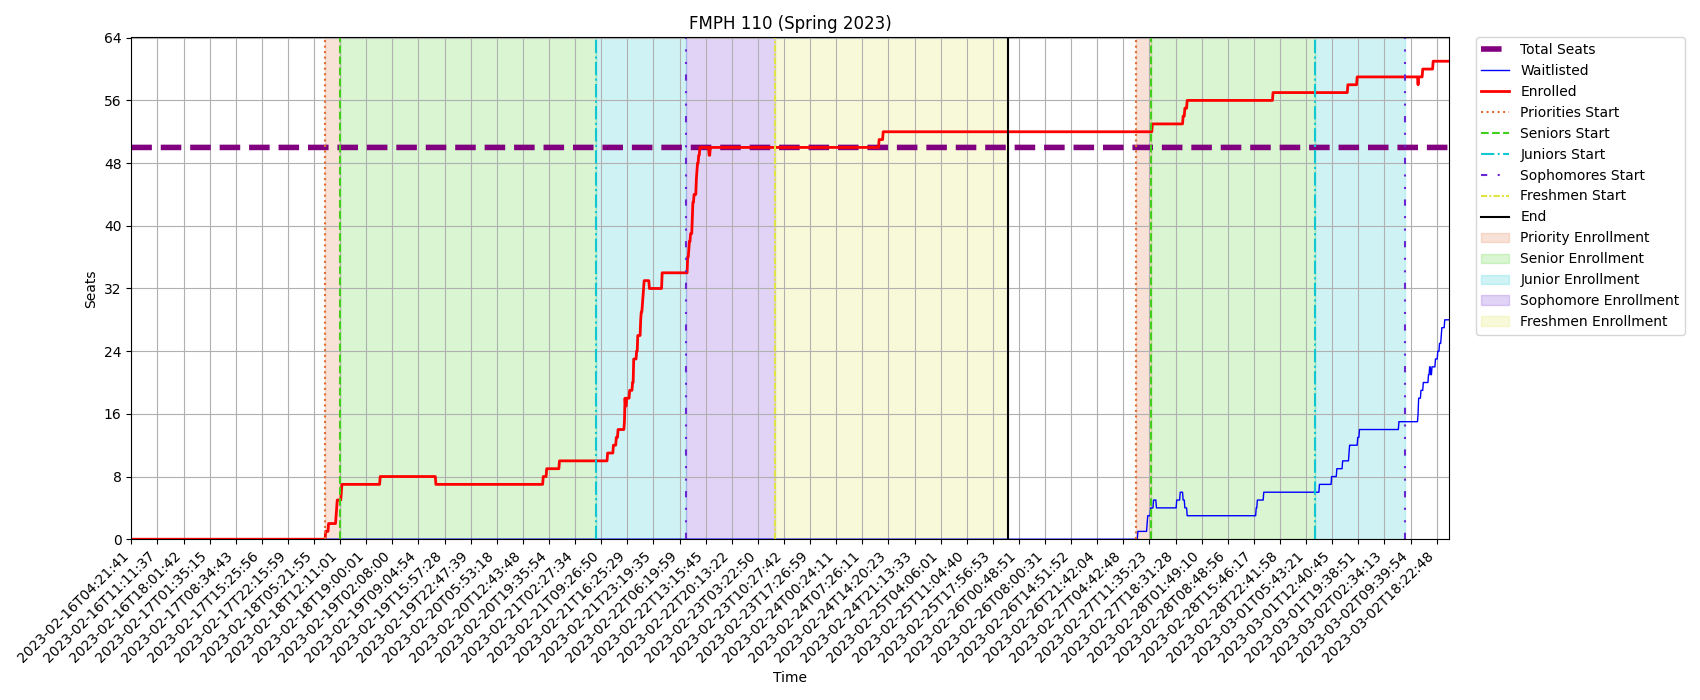 FMPH 110 (Spring 2023)
Seats
64
56
48
40
32
24
16
8
0
2023-02-16T04:21:41
2023-02-16T11:11:37
2023-02-16T18:01:42
2023-02-17T01:35:15
2023-02-17T08:34:43
2023-02-17T15:25:56
2023-02-17T22:15:59
2023-02-18T05:21:55
2023-02-18T12:11:01
2023-02-18T19:00:01
2023-02-19T02:08:00
2023-02-19T09:04:54
2023-02-19T15:57:28
2023-02-19T22:47:39
2023-02-20T05:53:18
2023-02-20T12:43:48
2023-02-20T19:35:54
2023-02-21T02:27:34
2023-02-21T09:26:50
2023-02-21T16:25:29
2023-02-21T23:19:35
2023-02-22T06:19:59
2023-02-22T13:15:45
2023-02-22T20:13:22
2023-02-23T03:22:50
2023-02-23T10:27:42
2023-02-23T17:26:59
2023-02-24T00:24:11
2023-02-24T07:26:11
2023-02-24T14:20:23
2023-02-24T21:13:33
2023-02-25T04:06:01
2023-02-25T11:04:40
2023-02-25T17:56:53
2023-02-26T00:48:51
2023-02-26T08:00:31
2023-02-26T14:51:52
2023-02-26T21:42:04
2023-02-27T04:42:48
2023-02-27T11:35:23
2023-02-27T18:31:28
2023-02-28T01:49:10
2023-02-28T08:48:56
2023-02-28T15:46:17
2023-02-28T22:41:58
2023-03-01T05:43:21
2023-03-01T12:40:45
2023-03-01T19:38:51
2023-03-02T02:34:13
2023-03-02T09:39:54
2023-03-02T18:22:48
Time
Total Seats
Waitlisted
Enrolled
Priorities Start
Seniors Start
Juniors Start
Sophomores Start
Freshmen Start
End
Priority Enrollment
Senior Enrollment
Junior Enrollment
Sophomore Enrollment
Freshmen Enrollment